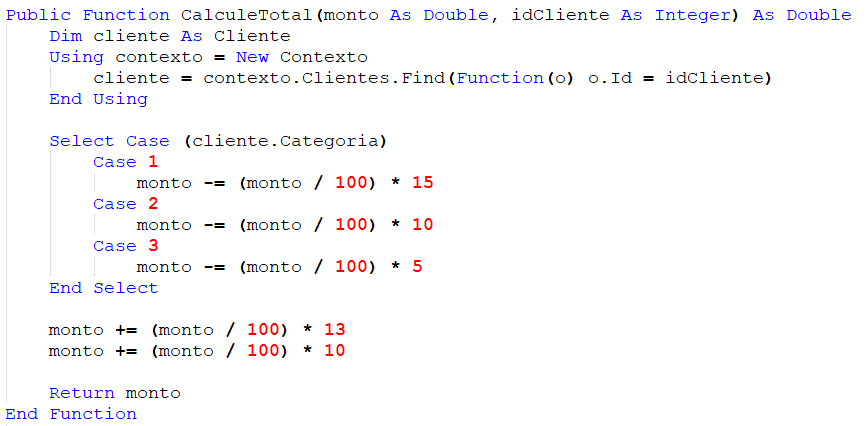 Public Function CalculeTotal(monto As Double, idCliente As Integer) As Double
    Dim cliente As Cliente
    Using contexto = New Contexto
        cliente = contexto.Clientes.Find(Function(o) o.Id = idCliente)
    End Using

    Select Case (cliente.Categoria)
        Case 1
            monto -= (monto / 100) * 15
        Case 2
            monto -= (monto / 100) * 10
        Case 3
            monto -= (monto / 100) * 5
    End Select

    monto += (monto / 100) * 13
    monto += (monto / 100) * 10

    Return monto
End Function